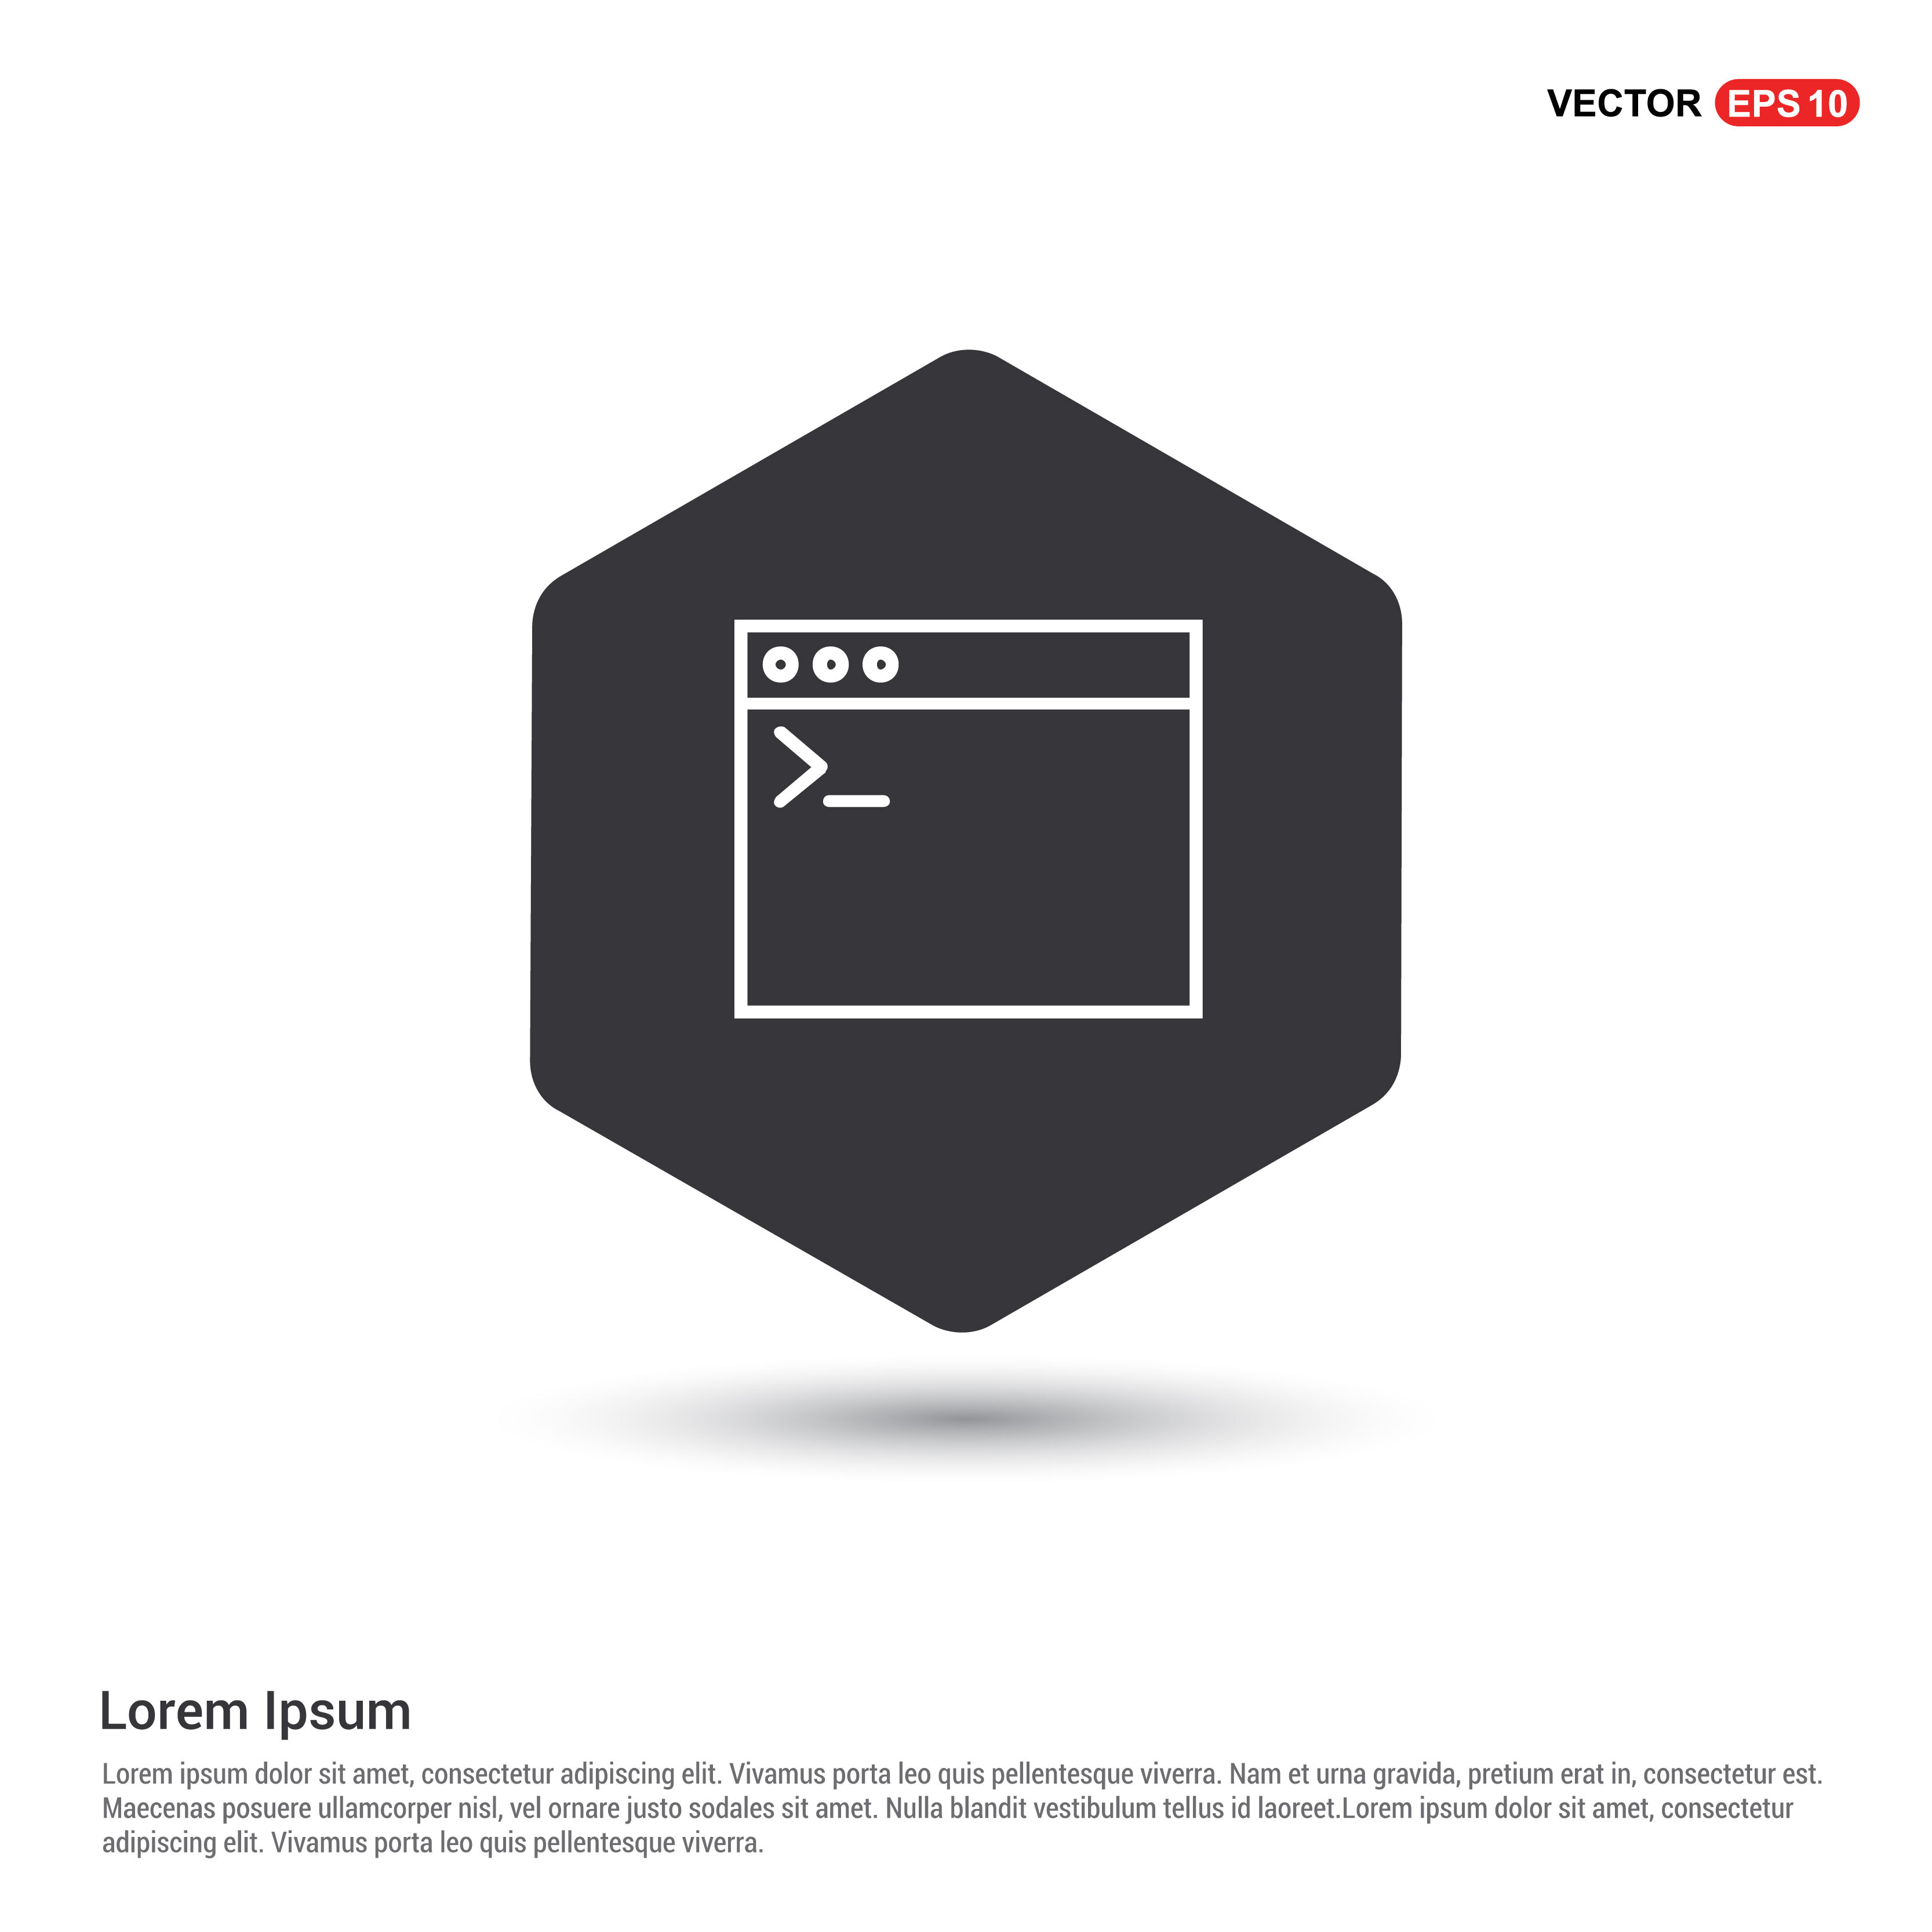 VECTOR EPS 10
>_
Lorem Ipsum
Lorem ipsum dolor sit amet, consectetur adipiscing elit. Vivamus porta leo quis pellentesque viverra. Nam et urna gravida, pretium erat in, consectetur est.
Maecenas posuere ullamcorper nisl, vel ornare justo sodales sit amet. Nulla blandit vestibulum tellus id laoreet.Lorem ipsum dolor sit amet, consectetur
adipiscing elit. Vivamus porta leo quis pellentesque viverra.